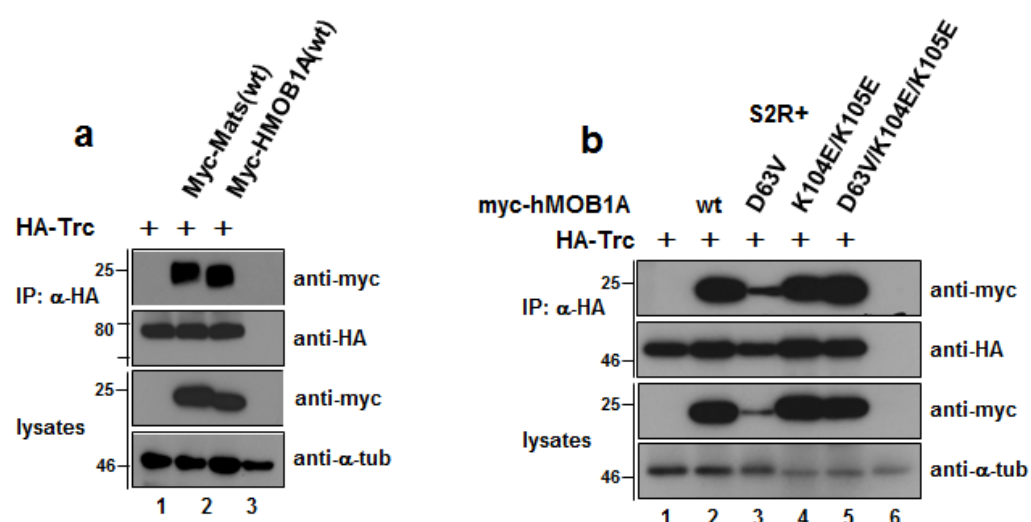 a
Myc-Mats(wt)
Myc-HMOB1A(wt)
HA-Trc + + +
IP: α-HA
25
anti-myc
80
anti-HA
lysates
25
anti-myc
46
anti-α-tub
1 2 3
b
S2R+
myc-hMOB1A wt D63V K104E/K105E D63V/K104E/K105E
HA-Trc + + + + +
IP: α-HA
25
anti-myc
46
anti-HA
lysates
25
anti-myc
46
anti-α-tub
1 2 3 4 5 6